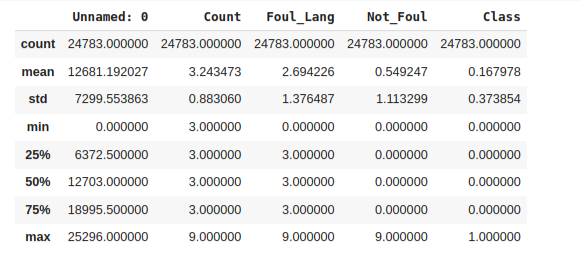 Unnamed: 0 Count Foul_Lang Not_Foul Class
count 24783.000000 24783.000000 24783.000000 24783.000000 24783.000000
mean 12681.192027 3.243473 2.694226 0.549247 0.167978
std 7299.553863 0.883060 1.376487 1.113299 0.373854
min 0.000000 3.000000 0.000000 0.000000 0.000000
25% 6372.500000 3.000000 3.000000 0.000000 0.000000
50% 12703.000000 3.000000 3.000000 0.000000 0.000000
75% 18995.500000 3.000000 3.000000 0.000000 0.000000
max 25296.000000 9.000000 9.000000 9.000000 1.000000